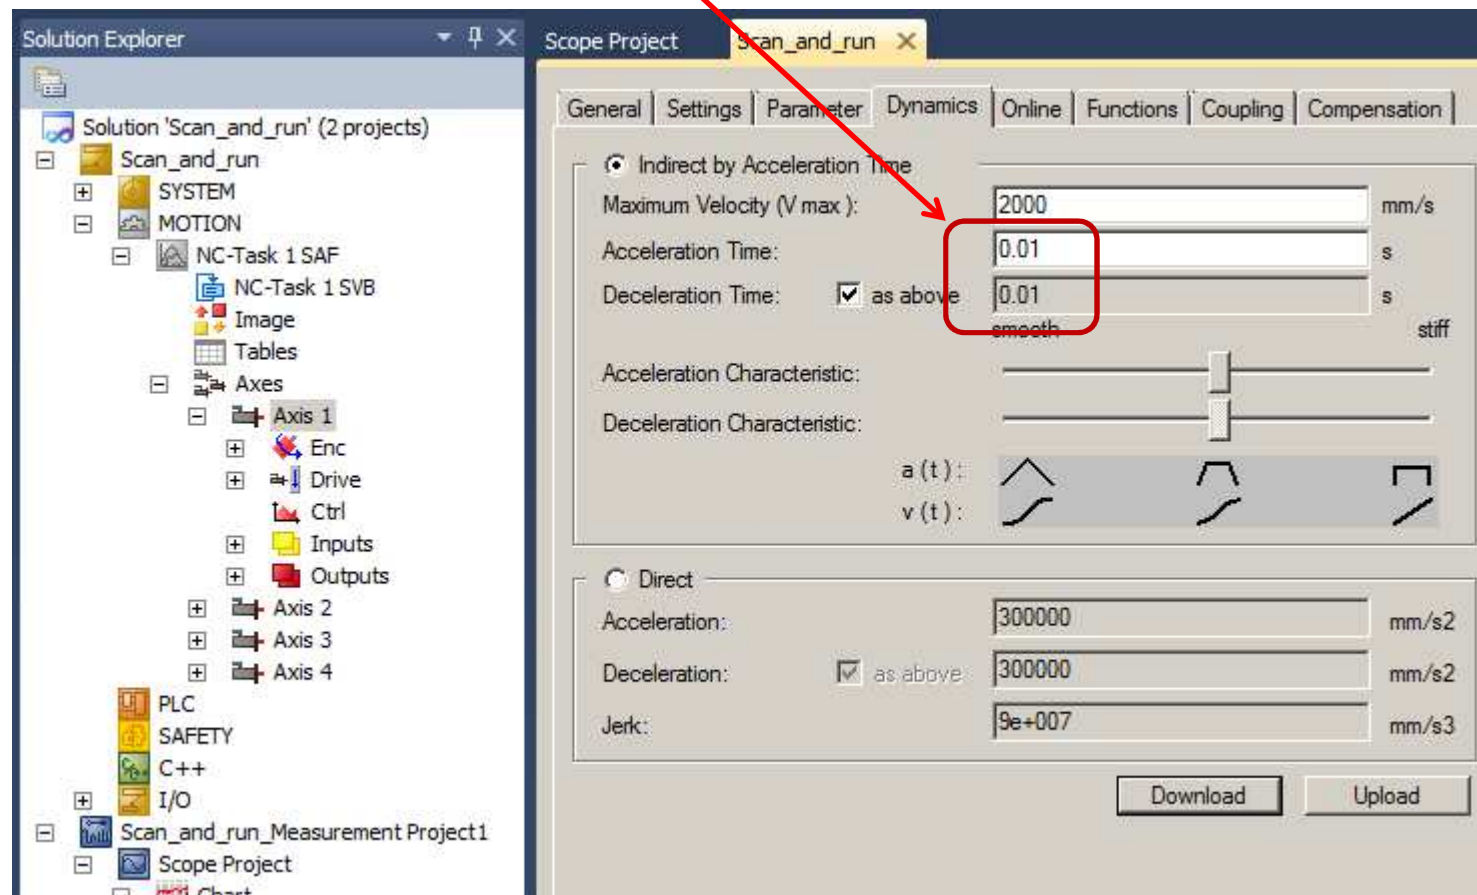 Solution Explorer
Solution 'Scan_and_run' (2 projects)
Scan_and_run
SYSTEM
MOTION
NC-Task 1 SAF
NC-Task 1 SVB
Image
Tables
Axes
Axis 1
Enc
Drive
Ctrl
Inputs
Outputs
Axis 2
Axis 3
Axis 4
PLC
SAFETY
C++
I/O
Scan_and_run_Measurement Project1
Scope Project
Chart
Scope Project Scan_and_run
General Settings Parameter Dynamics Online Functions Coupling Compensation
Indirect by Acceleration Time
Maximum Velocity (V max ): 2000 mm/s
Acceleration Time: 0.01 s
Deceleration Time: as above 0.01 s
smooth stiff
Acceleration Characteristic:
Deceleration Characteristic:
a ( t ) :
v ( t ) :
Direct
Acceleration: 300000 mm/s2
Deceleration: as above 300000 mm/s2
Jerk: 9e+007 mm/s3
Download Upload